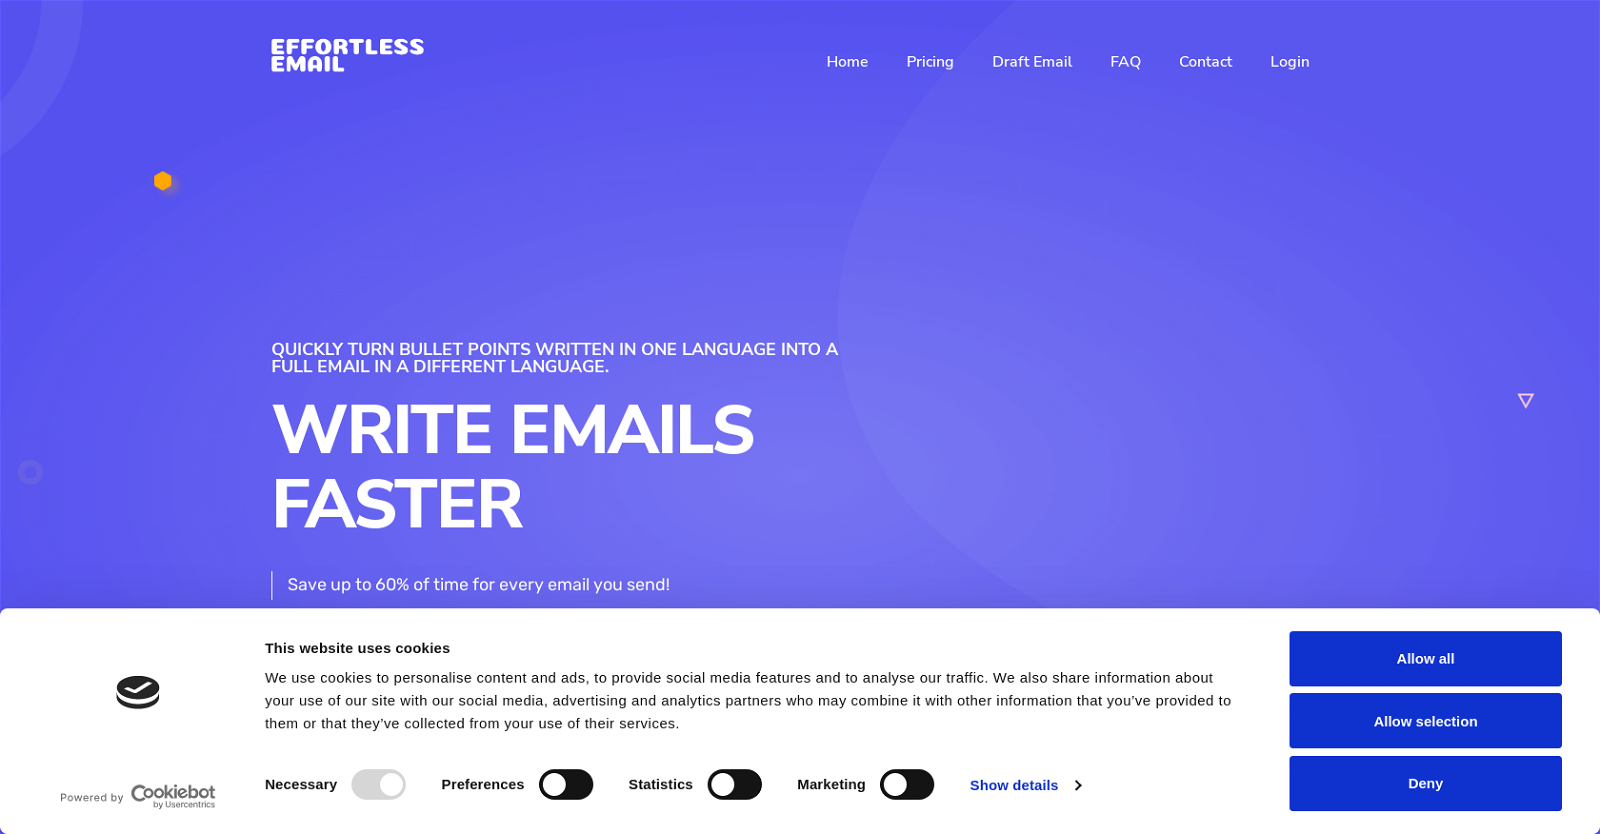 EFFORTLESS
EMAIL
Home
Pricing
Draft Email
FAQ
Contact
Login
QUICKLY TURN BULLET POINTS WRITTEN IN ONE LANGUAGE INTO A
FULL EMAIL IN A DIFFERENT LANGUAGE.
WRITE EMAILS
FASTER
Save up to 60% of time for every email you send!
This website uses cookies
We use cookies to personalise content and ads, to provide social media features and to analyse our traffic. We also share information about
your use of our site with our social media, advertising and analytics partners who may combine it with other information that you’ve provided to
them or that they’ve collected from your use of their services.
Necessary
Preferences
Statistics
Marketing
Show details
Allow all
Allow selection
Deny
Powered by
Cookiebot
by Usercentrics